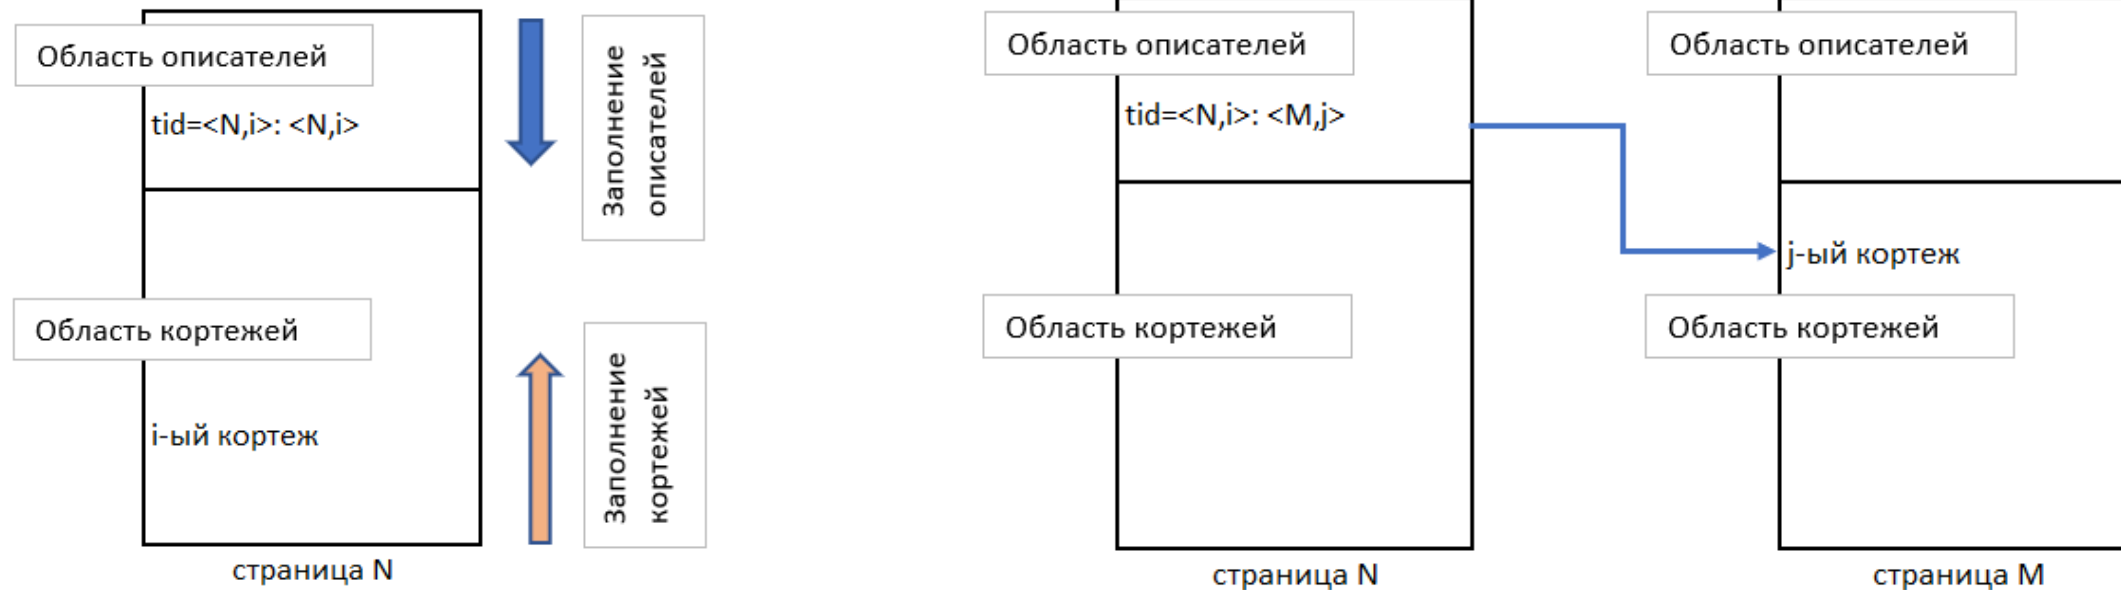 Область описателей
tid=<N,i>: <N,i>
Заполнение
описателей
Область кортежей
i-ый кортеж
Заполнение
кортежей
страница N
Область описателей
tid=<N,i>: <M,j>
Область кортежей
страница N
Область описателей
j-ый кортеж
Область кортежей
страница M